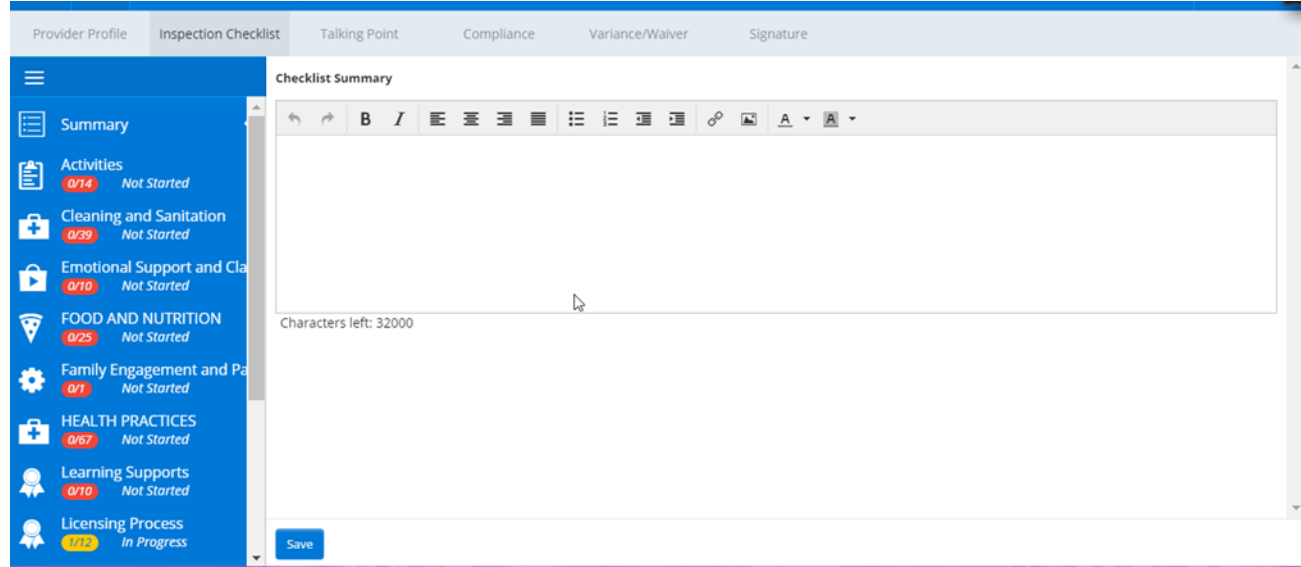 Provider Profile Inspection Checklist Talking Point Compliance Variance/Waiver Signature
Checklist Summary
B I A A
Summary
Activities
0/14 Not Started
Cleaning and Sanitation
0/39 Not Started
Emotional Support and Cla
0/10 Not Started
FOOD AND NUTRITION
0/25 Not Started
Family Engagement and Pa
0/1 Not Started
HEALTH PRACTICES
0/67 Not Started
Learning Supports
0/10 Not Started
Licensing Process
1/12 In Progress
Characters left: 32000
Save